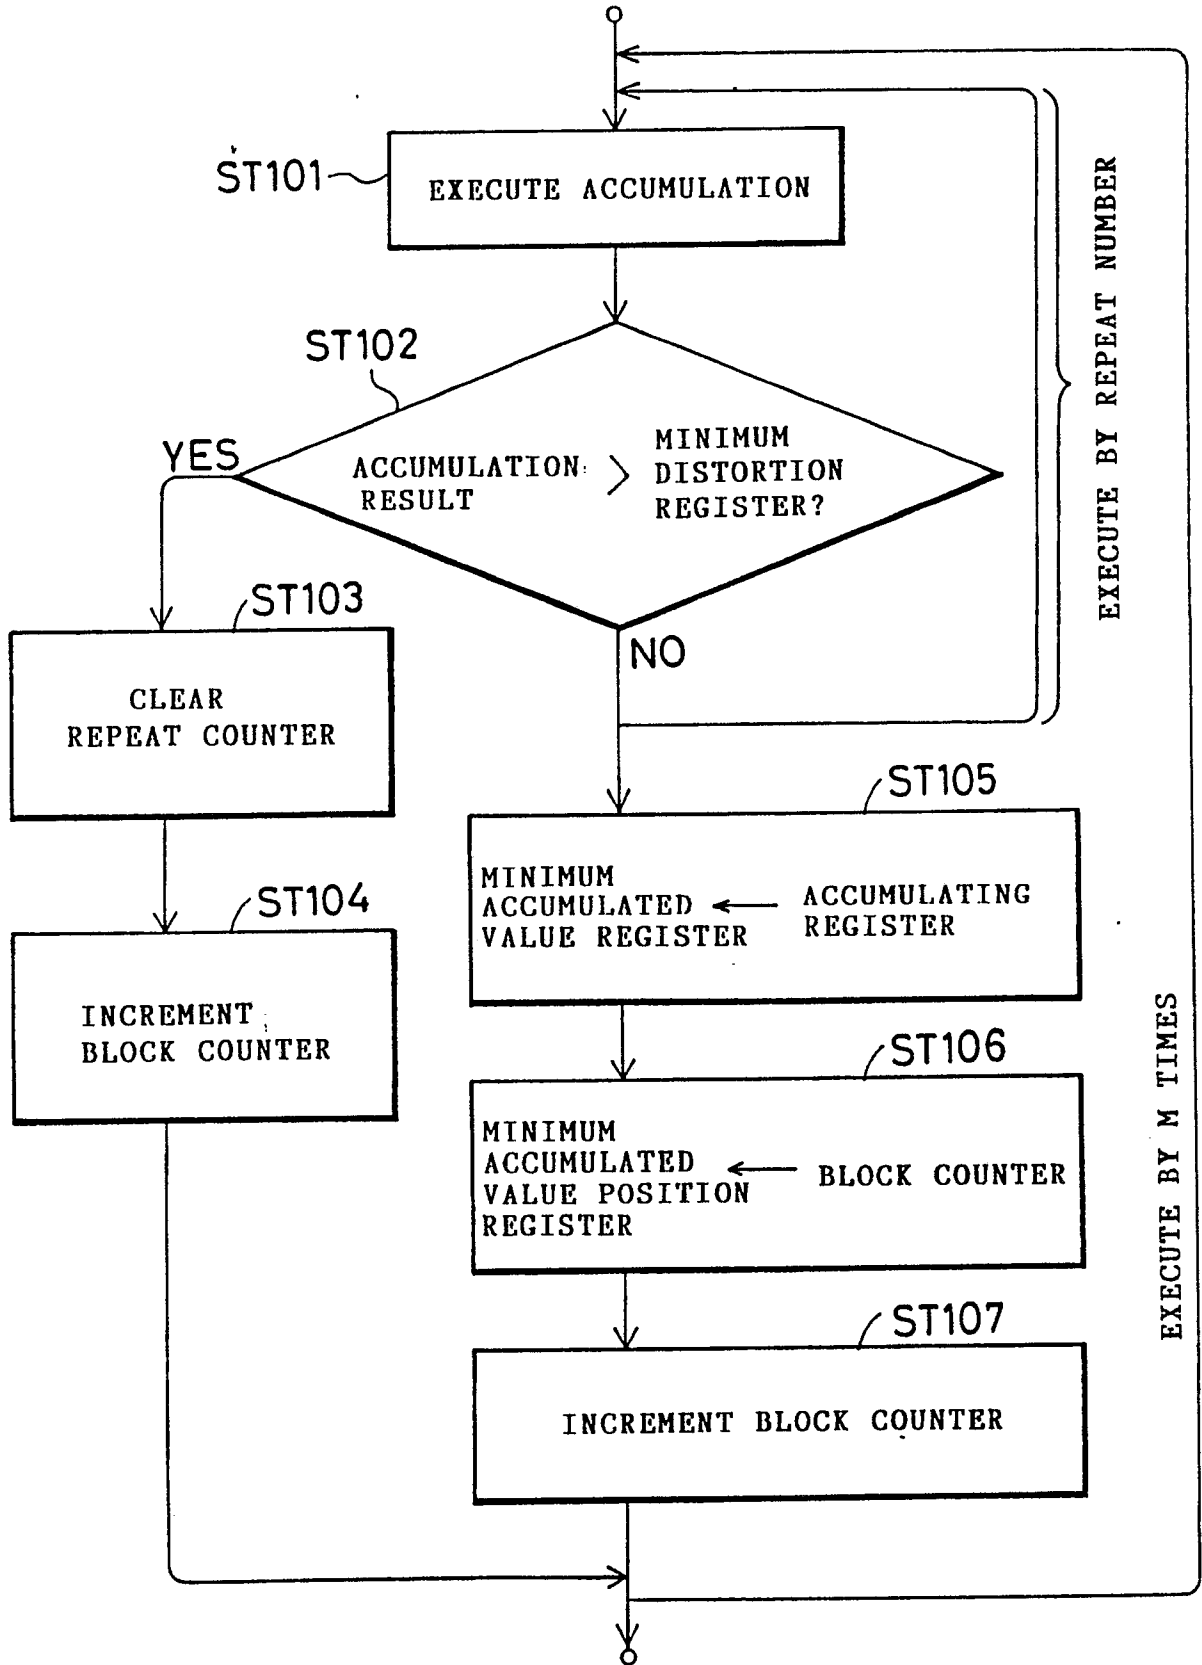 ST101
EXECUTE ACCUMULATION
ST102
YES
ACCUMULATION
RESULT
>
MINIMUM
DISTORTION
REGISTER?
NO
EXECUTE BY REPEAT NUMBER
ST103
CLEAR
REPEAT COUNTER
ST104
INCREMENT
BLOCK COUNTER
ST105
MINIMUM
ACCUMULATED
VALUE REGISTER
←
ACCUMULATING
REGISTER
ST106
MINIMUM
ACCUMULATED
VALUE POSITION
REGISTER
←
BLOCK COUNTER
ST107
INCREMENT BLOCK COUNTER
EXECUTE BY M TIMES